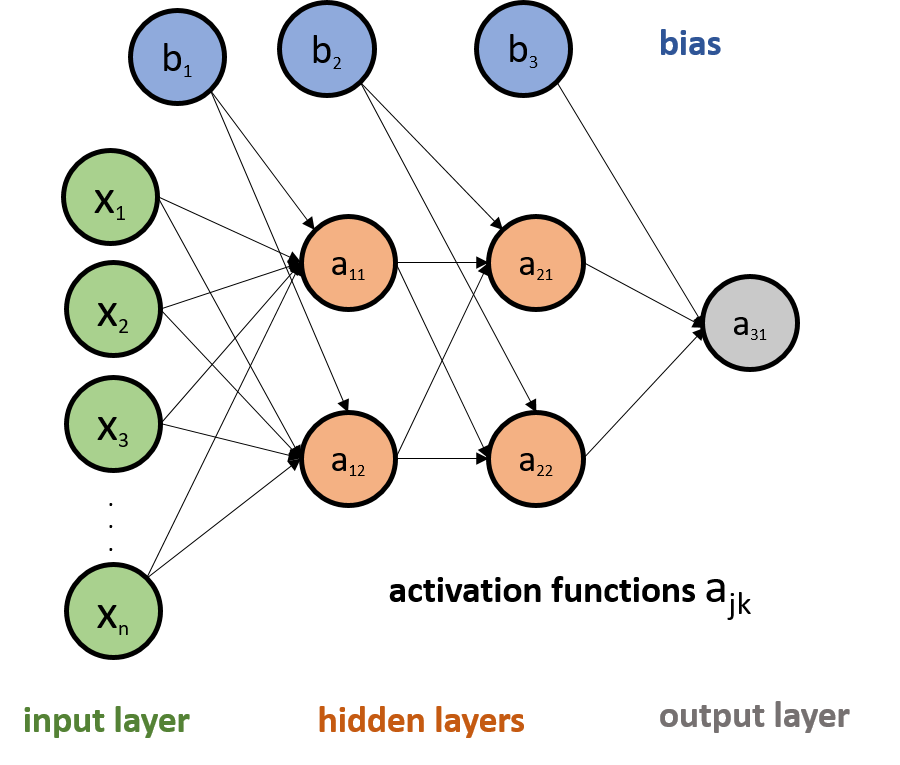 b1 b2 b3 bias
x1
a11 a21
x2
a31
x3
a12 a22
.
.
.
xn
activation functions ajk
input layer hidden layers output layer